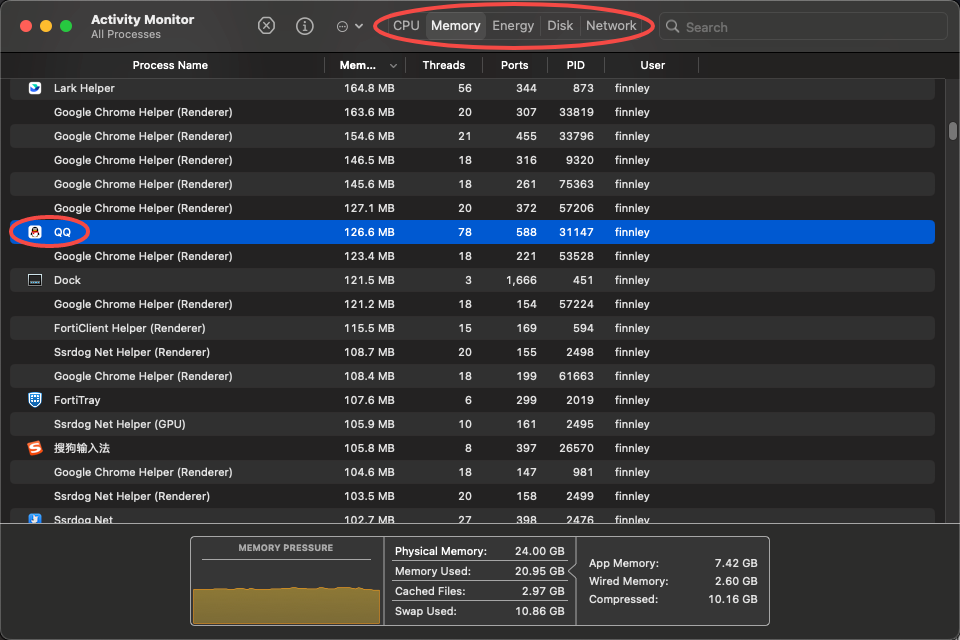 Activity Monitor
All Processes
CPU Memory Energy Disk Network
Search
Process Name Mem... Threads Ports PID User
Lark Helper 164.8 MB 56 344 873 finnley
Google Chrome Helper (Renderer) 163.6 MB 20 307 33819 finnley
Google Chrome Helper (Renderer) 154.6 MB 21 455 33796 finnley
Google Chrome Helper (Renderer) 146.5 MB 18 316 9320 finnley
Google Chrome Helper (Renderer) 145.6 MB 18 261 75363 finnley
Google Chrome Helper (Renderer) 127.1 MB 20 372 57206 finnley
QQ 126.6 MB 78 588 31147 finnley
Google Chrome Helper (Renderer) 123.4 MB 18 221 53528 finnley
Dock 121.5 MB 3 1,666 451 finnley
Google Chrome Helper (Renderer) 121.2 MB 18 154 57224 finnley
FortiClient Helper (Renderer) 115.5 MB 15 169 594 finnley
Ssrdog Net Helper (Renderer) 108.7 MB 20 155 2498 finnley
Google Chrome Helper (Renderer) 108.4 MB 18 199 61663 finnley
FortiTray 107.6 MB 6 299 2019 finnley
Ssrdog Net Helper (GPU) 105.9 MB 10 161 2495 finnley
搜狗输入法 105.8 MB 8 397 26570 finnley
Google Chrome Helper (Renderer) 104.6 MB 18 147 981 finnley
Ssrdog Net Helper (Renderer) 103.5 MB 20 158 2499 finnley
Ssrdog Net 102.7 MB 27 398 2476 finnley
MEMORY PRESSURE
Physical Memory: 24.00 GB
Memory Used: 20.95 GB
Cached Files: 2.97 GB
Swap Used: 10.86 GB
App Memory: 7.42 GB
Wired Memory: 2.60 GB
Compressed: 10.16 GB